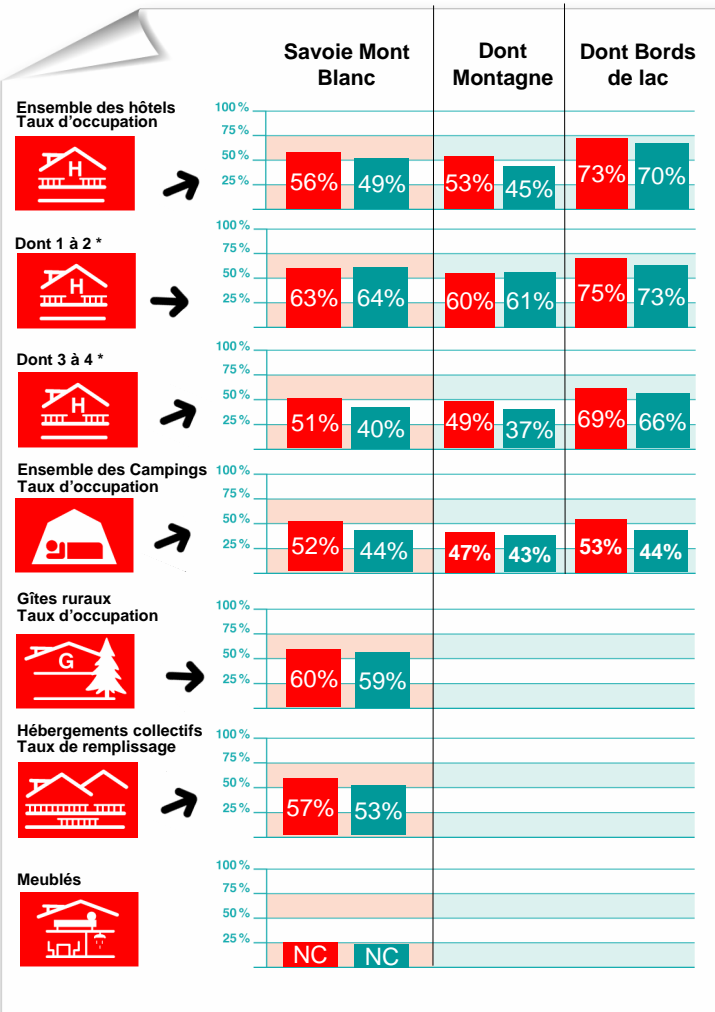 Savoie Mont
Blanc
Dont
Montagne
Dont Bords
de lac
Ensemble des hôtels
Taux d'occupation
H
100 %
75 %
50 %
25 %
56% 49% 53% 45% 73% 70%
Dont 1 à 2 *
H
100 %
75 %
50 %
25 %
63% 64% 60% 61% 75% 73%
Dont 3 à 4 *
H
100 %
75 %
50 %
25 %
51% 40% 49% 37% 69% 66%
Ensemble des Campings
Taux d'occupation
100 %
75 %
50 %
25 %
52% 44% 47% 43% 53% 44%
Gîtes ruraux
Taux d'occupation
G
100 %
75 %
50 %
25 %
60% 59%
Hébergements collectifs
Taux de remplissage
100 %
75 %
50 %
25 %
57% 53%
Meublés
100 %
75 %
50 %
25 %
NC NC